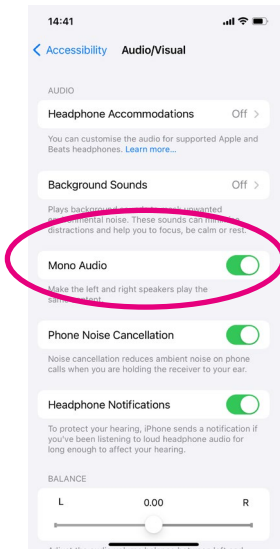 14:41
Accessibility Audio/Visual
AUDIO
Headphone Accommodations Off
You can customise the audio for supported Apple and
Beats headphones. Learn more...
Background Sounds Off
Plays background sounds to mask unwanted
environmental noise. These sounds can minimise
distractions and help you to focus, be calm or rest.
Mono Audio
Make the left and right speakers play the
same content.
Phone Noise Cancellation
Noise cancellation reduces ambient noise on phone
calls when you are holding the receiver to your ear.
Headphone Notifications
To protect your hearing, iPhone sends a notification if
you've been listening to loud headphone audio for
long enough to affect your hearing.
BALANCE
L 0.00 R